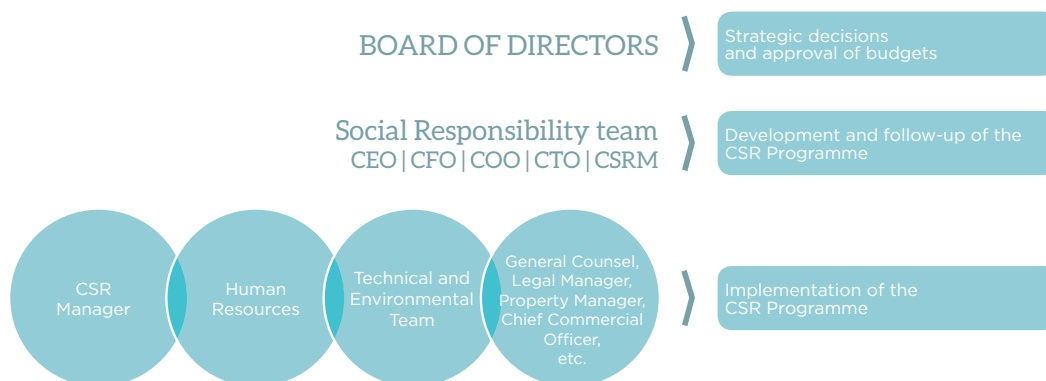 BOARD OF DIRECTORS
Strategic decisions
and approval of budgets
Social Responsibility team
CEO | CFO | COO | CTO | CSRM
Development and follow-up of the
CSR Programme
CSR
Manager
Human
Resources
Technical and
Environmental
Team
General Counsel,
Legal Manager,
Property Manager,
Chief Commercial
Officer,
etc.
Implementation of the
CSR Programme